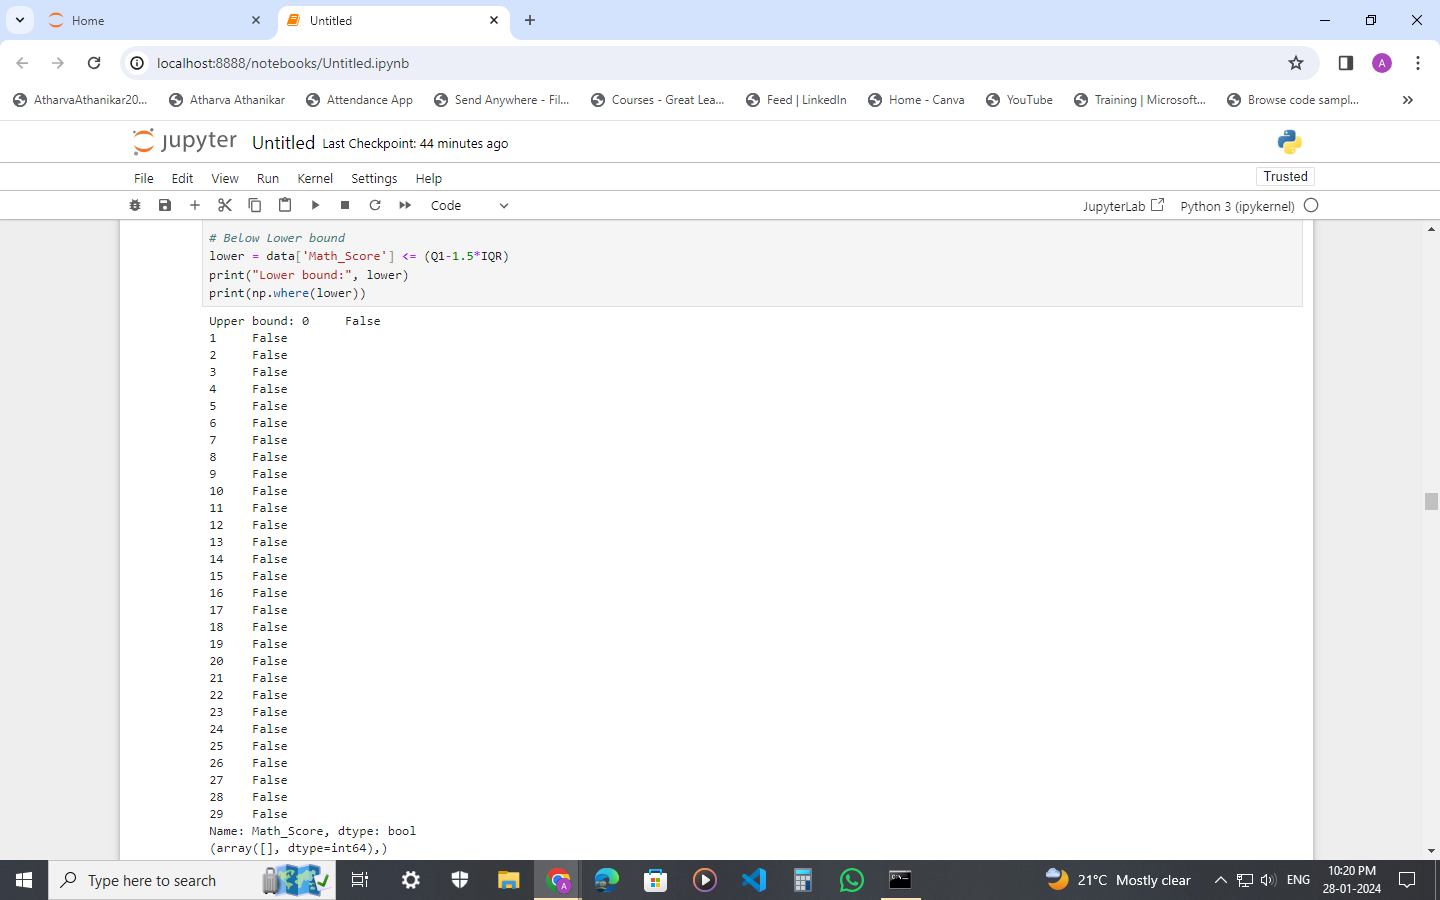 Home
Untitled
localhost:8888/notebooks/Untitled.ipynb
A
AtharvaAthanikar20...
Atharva Athanikar
Attendance App
Send Anywhere - Fil...
Courses - Great Lea...
Feed | LinkedIn
Home - Canva
YouTube
Training | Microsoft...
Browse code sampl...
jupyter Untitled Last Checkpoint: 44 minutes ago
File Edit View Run Kernel Settings Help
Trusted
Code
JupyterLab
Python 3 (ipykernel)
# Below Lower bound
lower = data['Math_Score'] <= (Q1-1.5*IQR)
print("Lower bound:", lower)
print(np.where(lower))
Upper bound: 0     False
1     False
2     False
3     False
4     False
5     False
6     False
7     False
8     False
9     False
10    False
11    False
12    False
13    False
14    False
15    False
16    False
17    False
18    False
19    False
20    False
21    False
22    False
23    False
24    False
25    False
26    False
27    False
28    False
29    False
Name: Math_Score, dtype: bool
(array([], dtype=int64),)
Type here to search
A
21°C Mostly clear
ENG
10:20 PM
28-01-2024